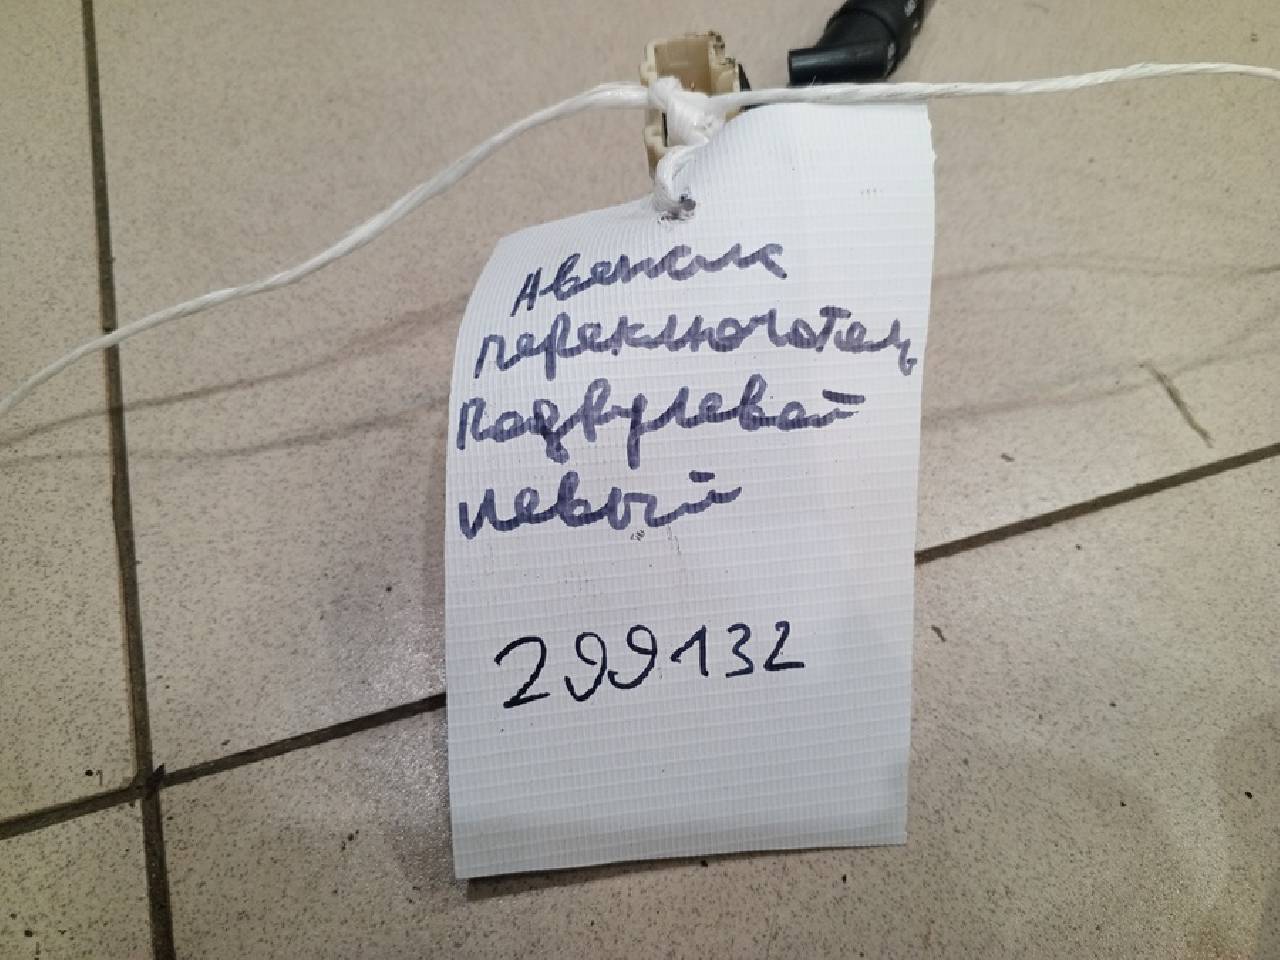 Авенсис
переключатель
Подрулевой
левый
299132